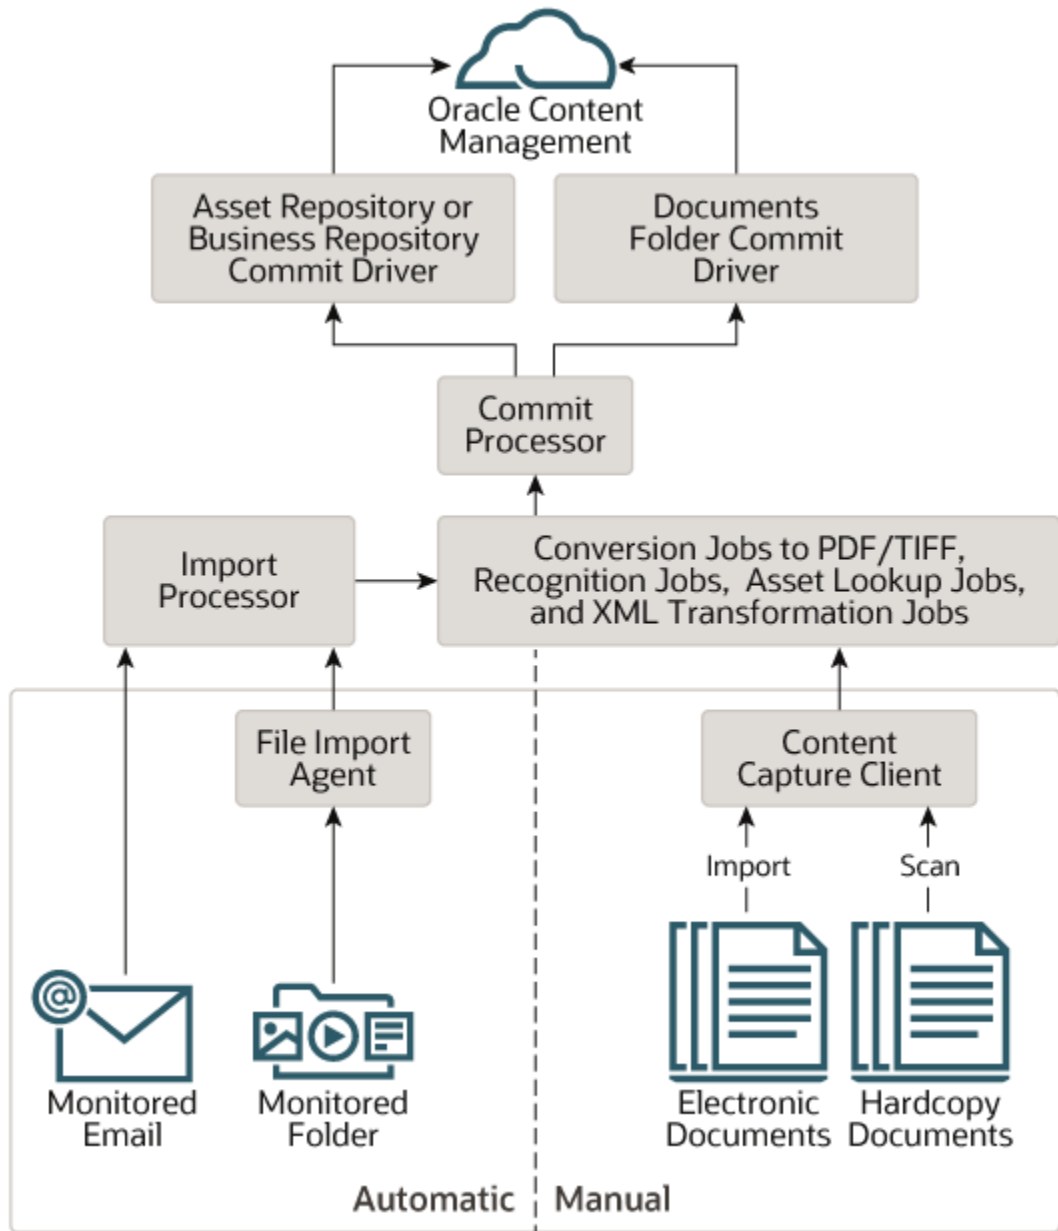 Oracle Content
Management
Asset Repository or
Business Repository
Commit Driver
Documents
Folder Commit
Driver
Commit
Processor
Import
Processor
Conversion Jobs to PDF/TIFF,
Recognition Jobs, Asset Lookup Jobs,
and XML Transformation Jobs
File Import
Agent
Content
Capture Client
Import
Scan
@
Monitored
Email
Monitored
Folder
Electronic
Documents
Hardcopy
Documents
Automatic
Manual